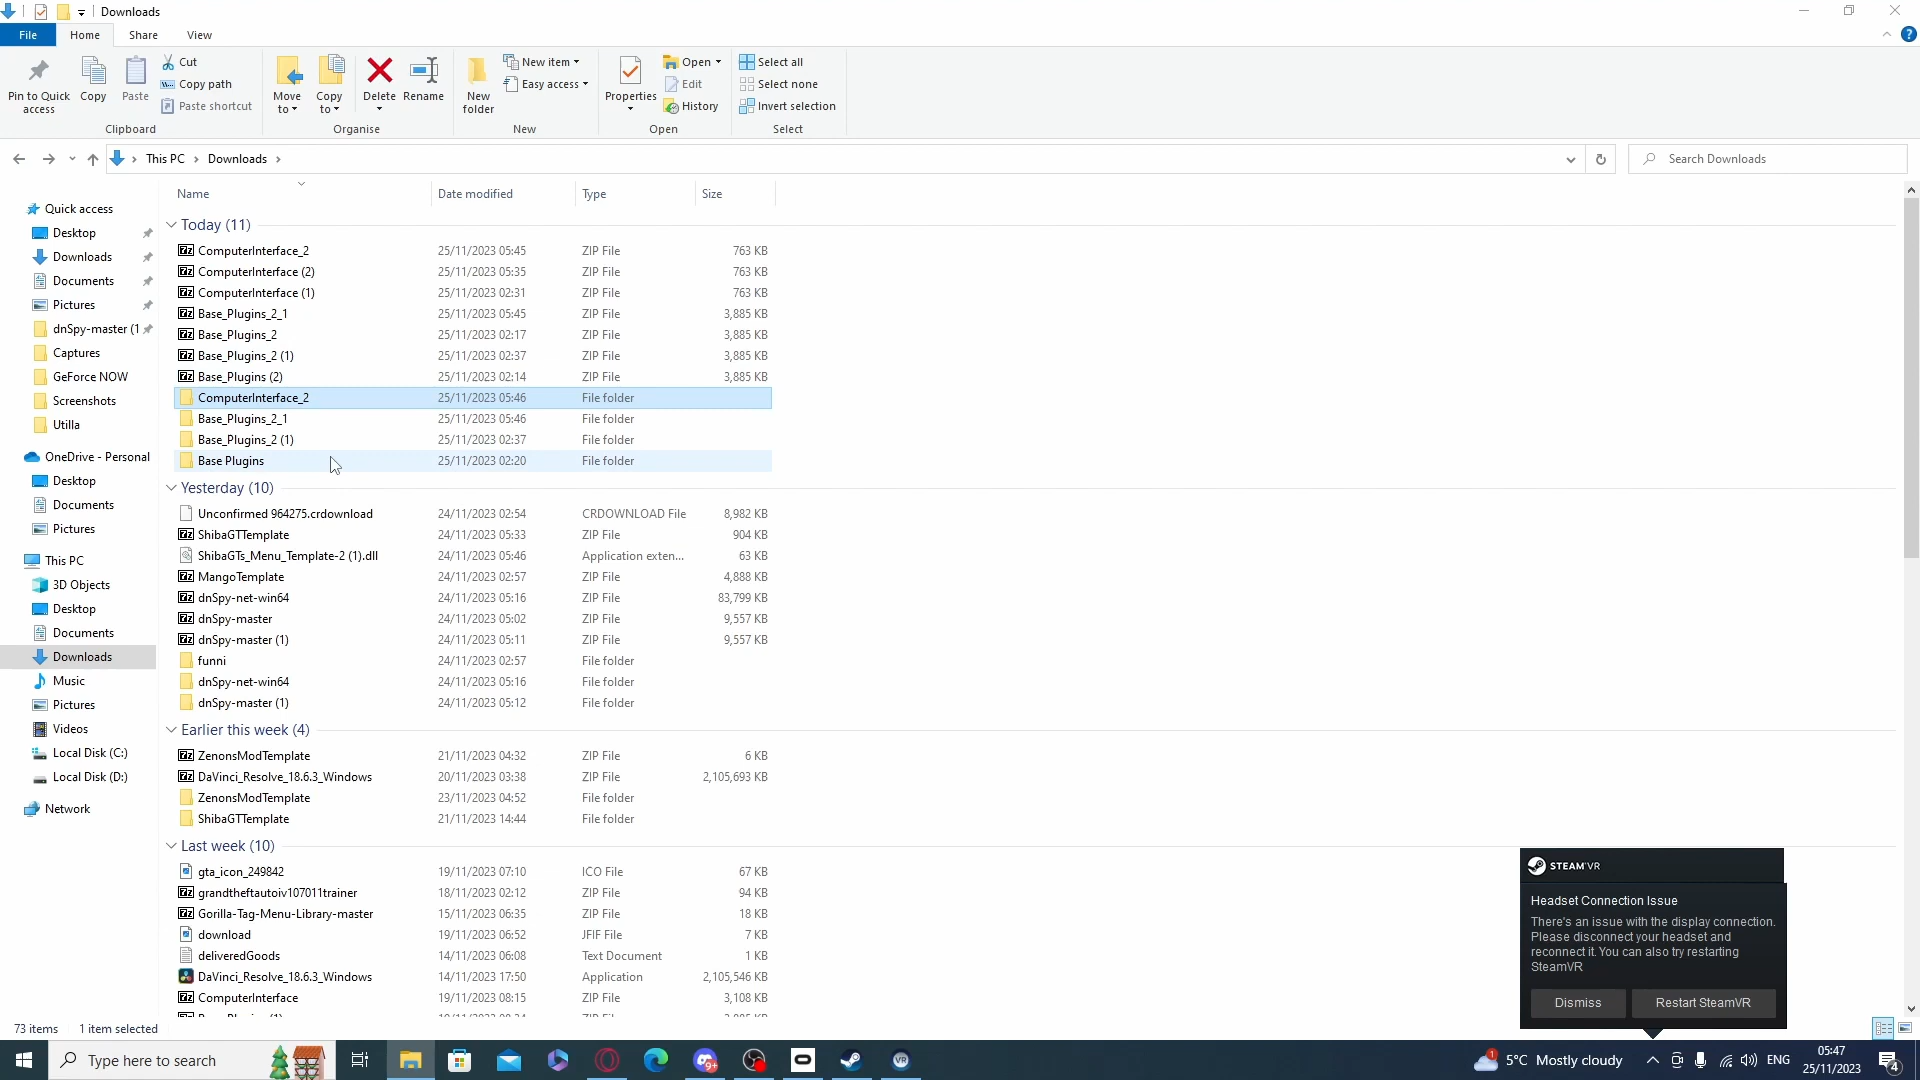 Downloads
File
Home
Share
View
Pin to Quick access
Copy
Paste
Cut
Copy path
Paste shortcut
Clipboard
Move to
Copy to
Delete
Rename
Organise
New folder
New item
Easy access
New
Properties
Open
Edit
History
Open
Select all
Select none
Invert selection
Select
This PC
Downloads
Search Downloads
Name
Date modified
Type
Size
Quick access
Desktop
Downloads
Documents
Pictures
dnSpy-master (1
Captures
GeForce NOW
Screenshots
Utilla
OneDrive - Personal
Desktop
Documents
Pictures
This PC
3D Objects
Desktop
Documents
Downloads
Music
Pictures
Videos
Local Disk (C:)
Local Disk (D:)
Network
Today (11)
ComputerInterface_2 25/11/2023 05:45 ZIP File 763 KB
ComputerInterface (2) 25/11/2023 05:35 ZIP File 763 KB
ComputerInterface (1) 25/11/2023 02:31 ZIP File 763 KB
Base_Plugins_2_1 25/11/2023 05:45 ZIP File 3,885 KB
Base_Plugins_2 25/11/2023 02:17 ZIP File 3,885 KB
Base_Plugins_2 (1) 25/11/2023 02:37 ZIP File 3,885 KB
Base_Plugins (2) 25/11/2023 02:14 ZIP File 3,885 KB
ComputerInterface_2 25/11/2023 05:46 File folder
Base_Plugins_2_1 25/11/2023 05:46 File folder
Base_Plugins_2 (1) 25/11/2023 02:37 File folder
Base Plugins 25/11/2023 02:20 File folder
Yesterday (10)
Unconfirmed 964275.crdownload 24/11/2023 02:54 CRDOWNLOAD File 8,982 KB
ShibaGTTemplate 24/11/2023 05:33 ZIP File 904 KB
ShibaGTs_Menu_Template-2 (1).dll 24/11/2023 05:46 Application exten... 63 KB
MangoTemplate 24/11/2023 02:57 ZIP File 4,888 KB
dnSpy-net-win64 24/11/2023 05:16 ZIP File 83,799 KB
dnSpy-master 24/11/2023 05:02 ZIP File 9,557 KB
dnSpy-master (1) 24/11/2023 05:11 ZIP File 9,557 KB
funni 24/11/2023 02:57 File folder
dnSpy-net-win64 24/11/2023 05:16 File folder
dnSpy-master (1) 24/11/2023 05:12 File folder
Earlier this week (4)
ZenonsModTemplate 21/11/2023 04:32 ZIP File 6 KB
DaVinci_Resolve_18.6.3_Windows 20/11/2023 03:38 ZIP File 2,105,693 KB
ZenonsModTemplate 23/11/2023 04:52 File folder
ShibaGTTemplate 21/11/2023 14:44 File folder
Last week (10)
gta_icon_249842 19/11/2023 07:10 ICO File 67 KB
grandtheftautoiv107011trainer 18/11/2023 02:12 ZIP File 94 KB
Gorilla-Tag-Menu-Library-master 15/11/2023 06:35 ZIP File 18 KB
download 19/11/2023 06:52 JFIF File 7 KB
deliveredGoods 14/11/2023 06:08 Text Document 1 KB
DaVinci_Resolve_18.6.3_Windows 14/11/2023 17:50 Application 2,105,546 KB
ComputerInterface 19/11/2023 08:15 ZIP File 3,108 KB
STEAMVR
Headset Connection Issue
There's an issue with the display connection.
Please disconnect your headset and
reconnect it. You can also try restarting
SteamVR
Dismiss
Restart SteamVR
73 items
1 item selected
Type here to search
9+
VR
1
5°C Mostly cloudy
ENG
05:47
25/11/2023
4